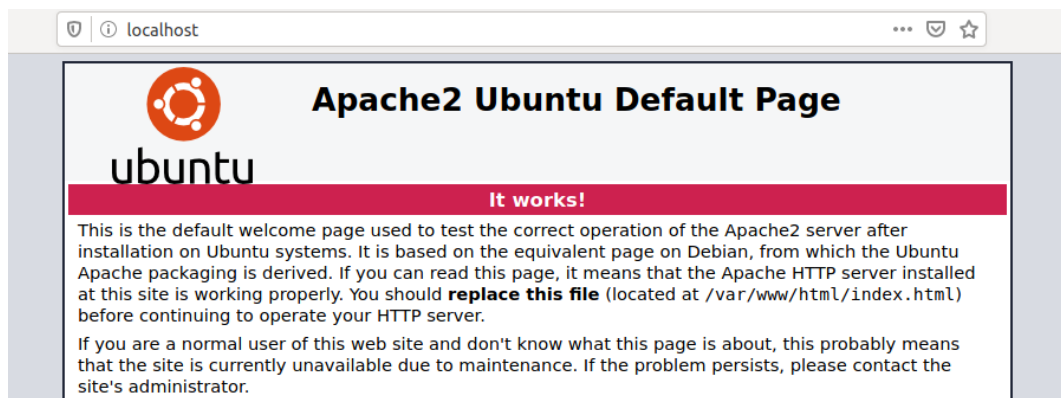 localhost
Apache2 Ubuntu Default Page
ubuntu
It works!
This is the default welcome page used to test the correct operation of the Apache2 server after
installation on Ubuntu systems. It is based on the equivalent page on Debian, from which the Ubuntu
Apache packaging is derived. If you can read this page, it means that the Apache HTTP server installed
at this site is working properly. You should replace this file (located at /var/www/html/index.html)
before continuing to operate your HTTP server.
If you are a normal user of this web site and don't know what this page is about, this probably means
that the site is currently unavailable due to maintenance. If the problem persists, please contact the
site's administrator.